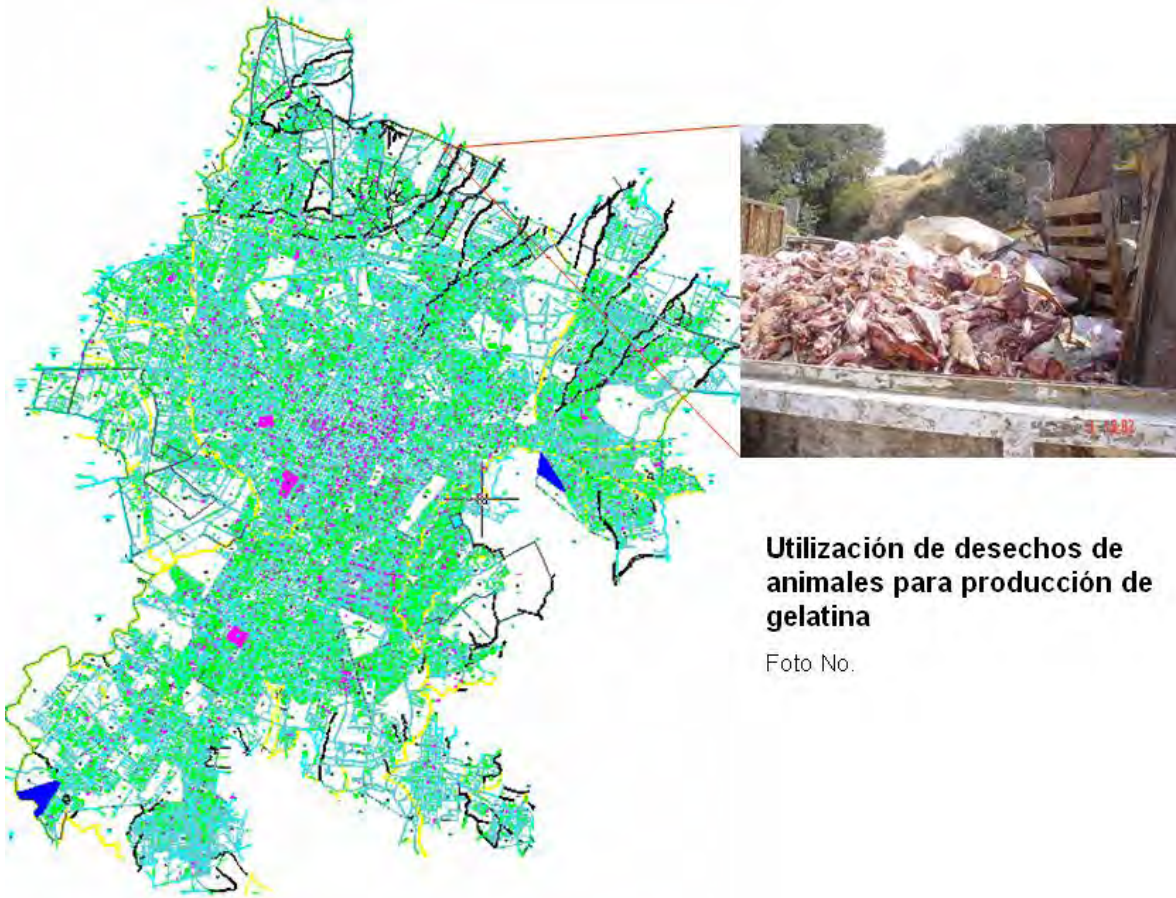 Utilización de desechos de
animales para producción de
gelatina
Foto No.